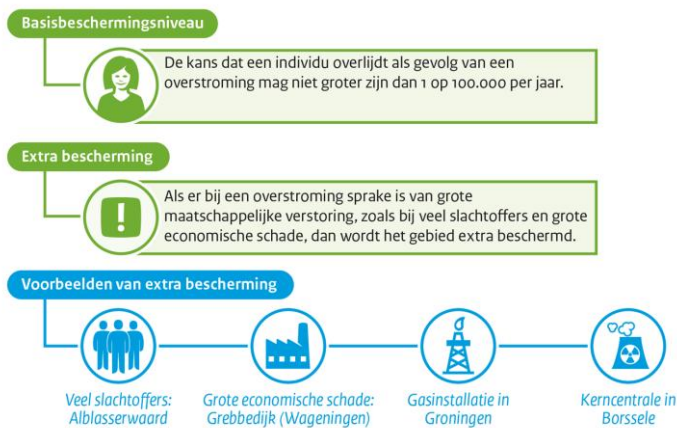 Basisbeschermingsniveau
De kans dat een individu overlijdt als gevolg van een
overstroming mag niet groter zijn dan 1 op 100.000 per jaar.
Extra bescherming
Als er bij een overstroming sprake is van grote
maatschappelijke verstoring, zoals bij veel slachtoffers en grote
economische schade, dan wordt het gebied extra beschermd.
Voorbeelden van extra bescherming
Veel slachtoffers:
Alblasserwaard
Grote economische schade:
Grebbedijk (Wageningen)
Gasinstallatie in
Groningen
Kerncentrale in
Borssele